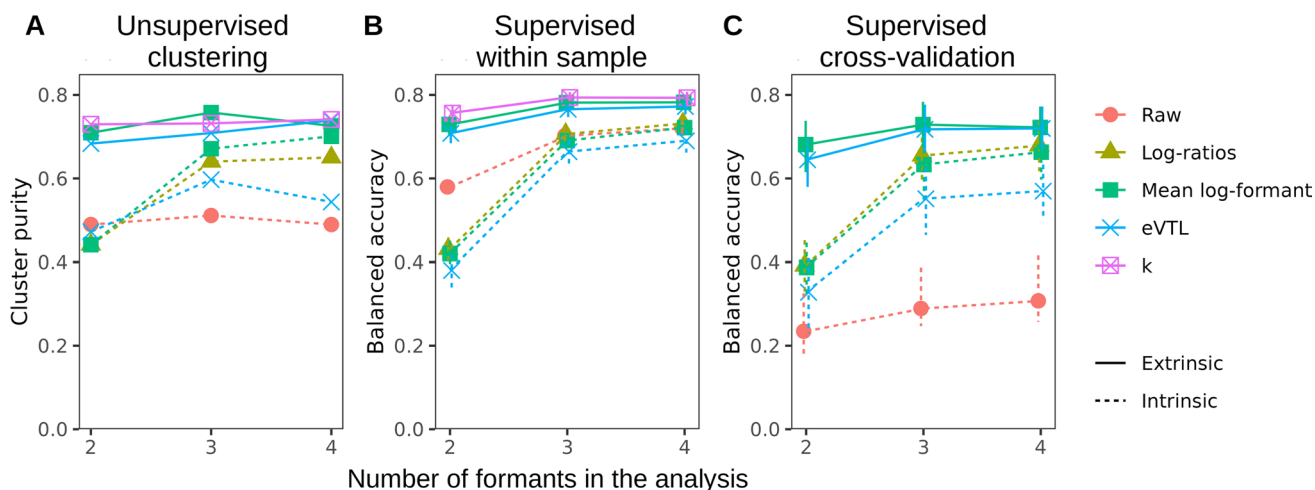 A
Unsupervised
clustering
B
Supervised
within sample
C
Supervised
cross-validation
Cluster purity
0.8
0.6
0.4
0.2
0.0
2
3
4
Balanced accuracy
0.8
0.6
0.4
0.2
0.0
2
3
4
Balanced accuracy
0.8
0.6
0.4
0.2
0.0
2
3
4
Number of formants in the analysis
Raw
Log-ratios
Mean log-formant
eVTL
k
Extrinsic
Intrinsic